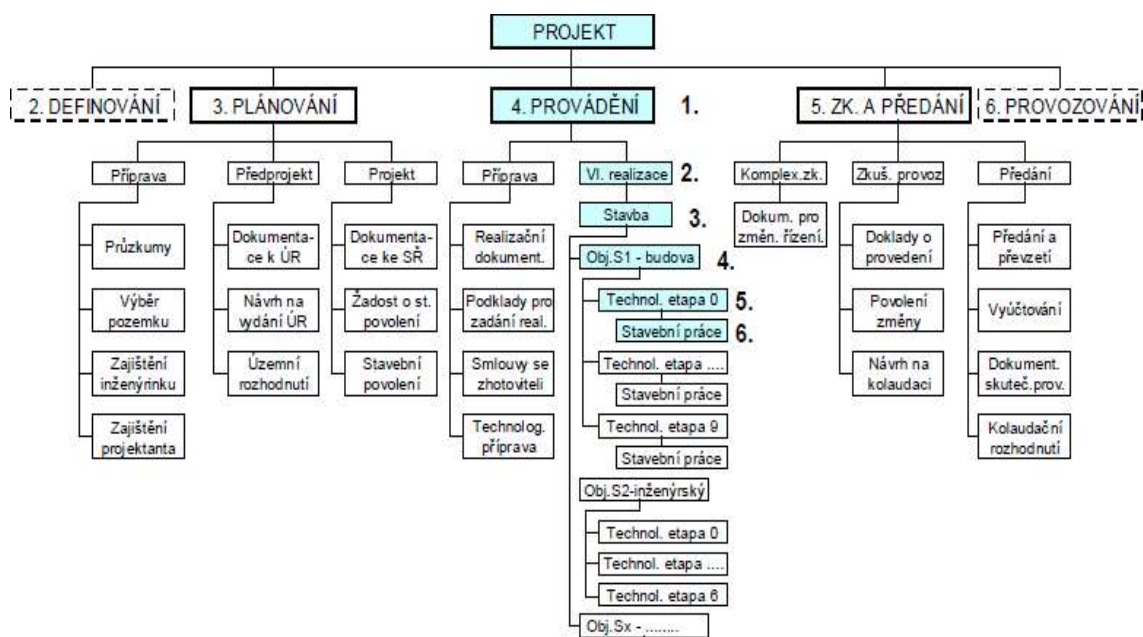 PROJEKT
2. DEFINOVÁNÍ
3. PLÁNOVÁNÍ
4. PROVÁDĚNÍ
1.
5. ZK. A PŘEDÁNÍ
6. PROVOZOVÁNÍ
Příprava
Předprojekt
Projekt
Příprava
Vl. realizace
2.
Komplex.zk.
Zkuš. provoz
Předání
Průzkumy
Výběr
pozemku
Zajištění
inženýrinku
Zajištění
projektanta
Dokumenta-
ce k ÚR
Návrh na
vydání ÚR
Územní
rozhodnutí
Dokumenta-
ce ke SŘ
Žadost o st.
povolení
Stavební
povolení
Realizační
dokument.
Podklady pro
zadání real.
Smlouvy se
zhotoviteli
Technolog.
příprava
Stavba
3.
Obj.S1 - budova
4.
Technol. etapa 0
5.
Stavební práce
6.
Technol. etapa ....
Stavební práce
Technol. etapa 9
Stavební práce
Obj.S2-inženýrský
Technol. etapa 0
Technol. etapa ....
Technol. etapa 6
Obj.Sx - ........
Dokum. pro
změn. řízení.
Doklady o
provedení
Povolení
změny
Návrh na
kolaudaci
Předání a
převzetí
Vyúčtování
Dokument.
skuteč.prov.
Kolaudační
rozhodnutí